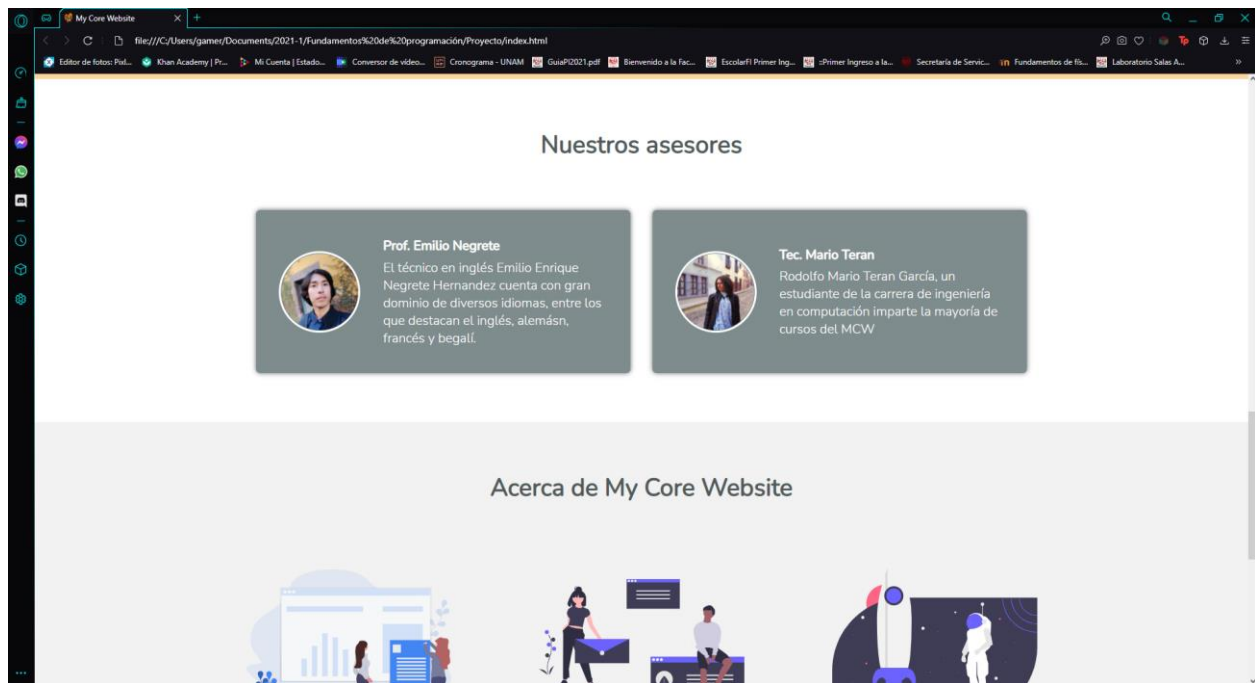 My Core Website
file:///C:/Users/gamer/Documents/2021-1/Fundamentos%20de%20programación/Proyecto/index.html
Editor de fotos: Pixl... Khan Academy | Pr... Mi Cuenta | Estado... Conversor de vídeo... Cronograma - UNAM GuiaPI2021.pdf Bienvenido a la Fac... EscolarFI Primer Ing... ::Primer Ingreso a la... Secretaría de Servic... Fundamentos de fís... Laboratorio Salas A...
Nuestros asesores
Prof. Emilio Negrete
El técnico en inglés Emilio Enrique
Negrete Hernandez cuenta con gran
dominio de diversos idiomas, entre los
que destacan el inglés, alemásn,
francés y begalí.
Tec. Mario Teran
Rodolfo Mario Teran García, un
estudiante de la carrera de ingeniería
en computación imparte la mayoría de
cursos del MCW
Acerca de My Core Website